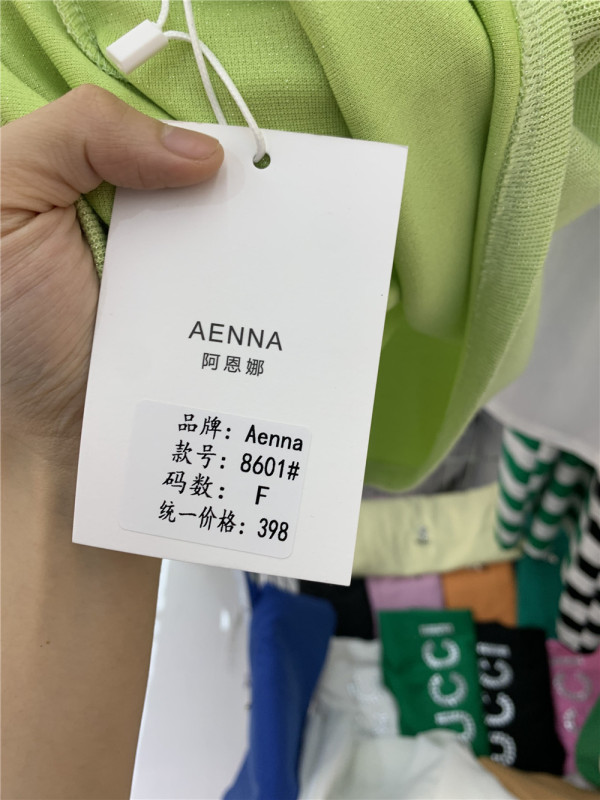 AENNA
阿恩娜
品牌: Aenna
款号: 8601#
码数: F
统一价格: 398
UCCI
UCCI